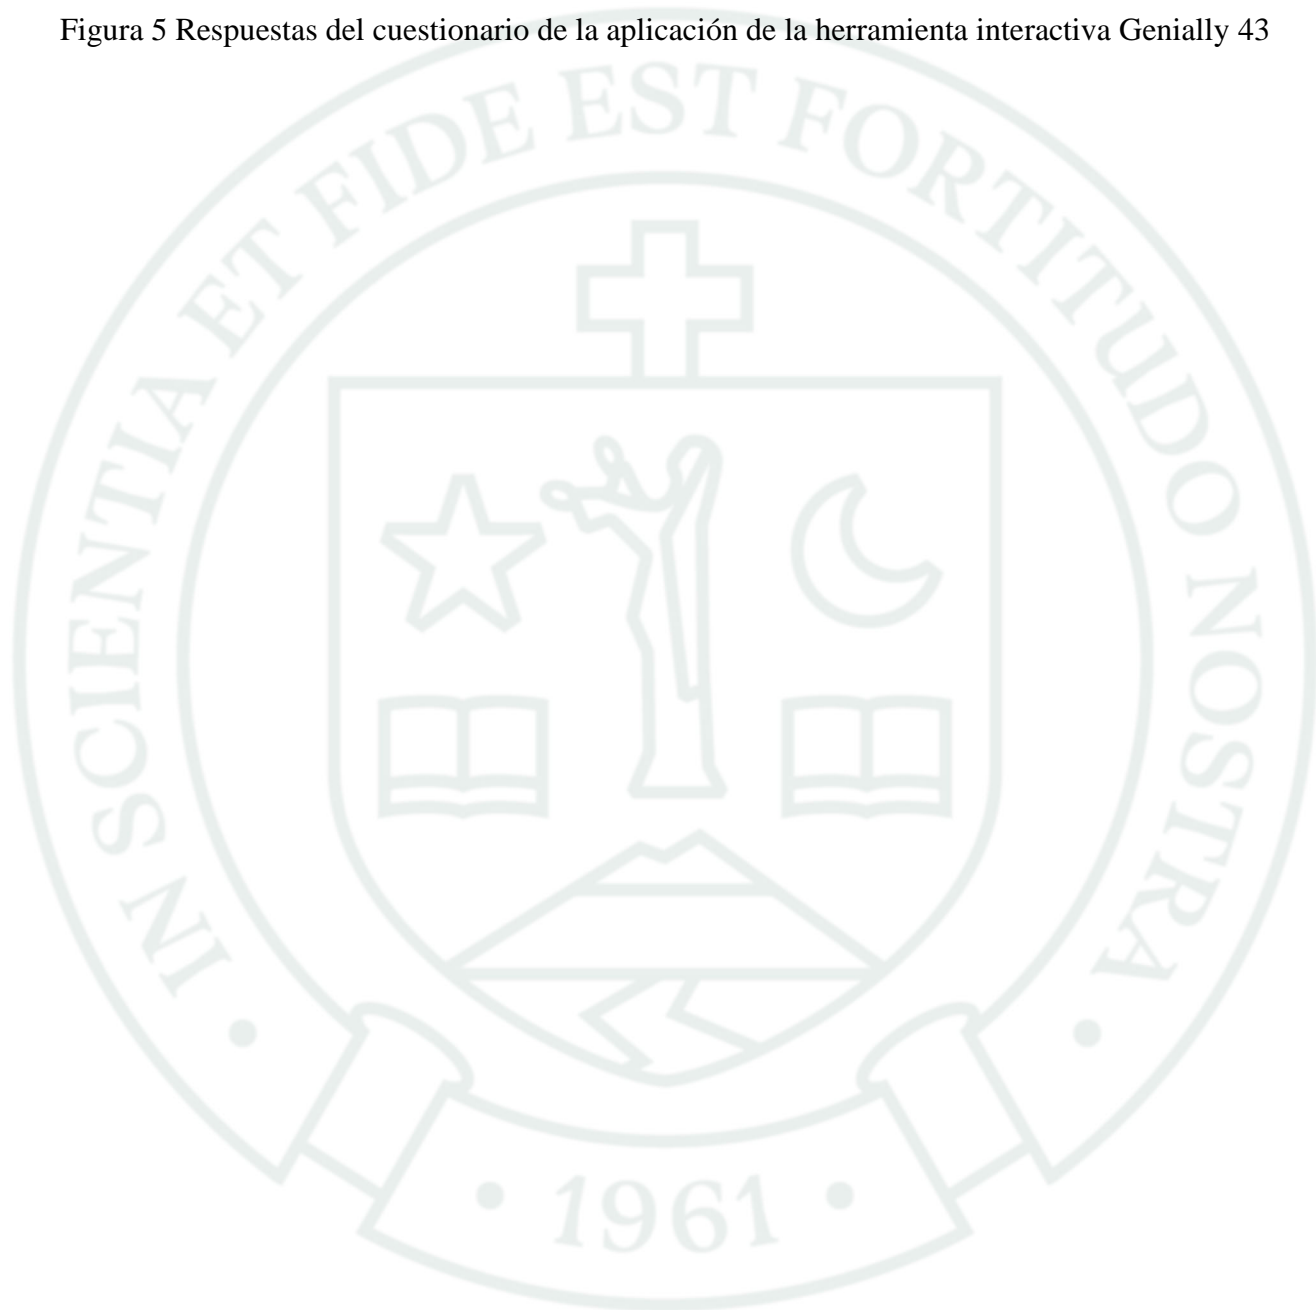 Figura 5 Respuestas del cuestionario de la aplicación de la herramienta interactiva Genially 43
IN SCIENTIA ET FIDE EST FORTITUDO NOSTRA
• 1961 •